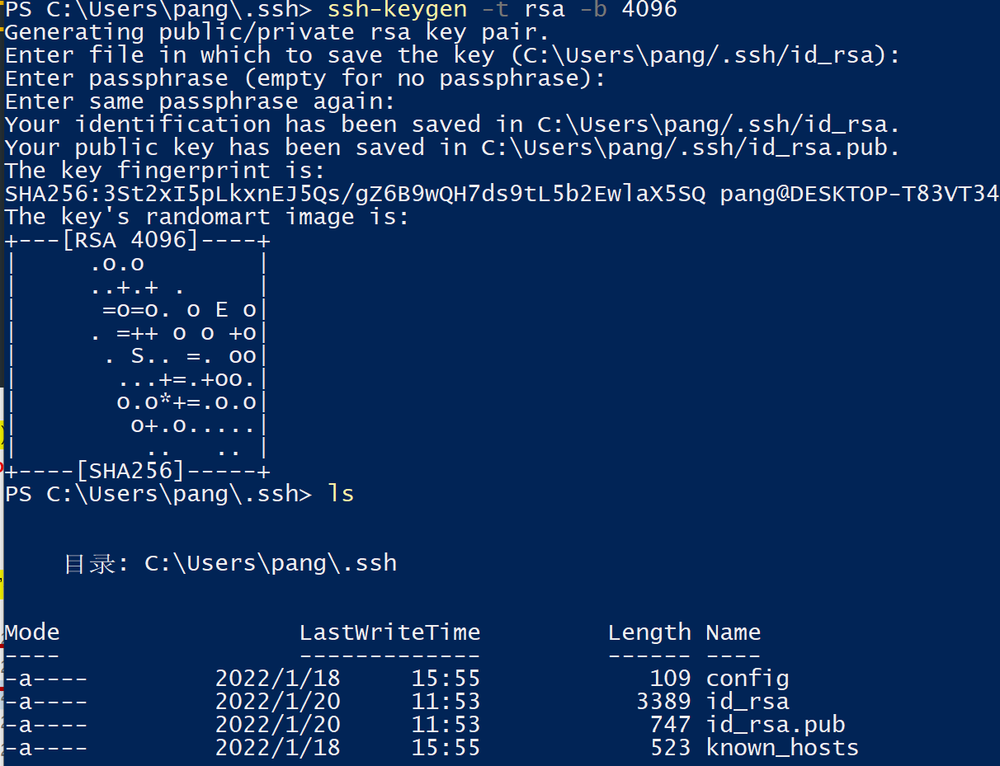 PS C:\Users\pang\.ssh> ssh-keygen -t rsa -b 4096
Generating public/private rsa key pair.
Enter file in which to save the key (C:\Users\pang/.ssh/id_rsa):
Enter passphrase (empty for no passphrase):
Enter same passphrase again:
Your identification has been saved in C:\Users\pang/.ssh/id_rsa.
Your public key has been saved in C:\Users\pang/.ssh/id_rsa.pub.
The key fingerprint is:
SHA256:3St2xI5pLkxnEJ5Qs/gZ6B9wQH7ds9tL5b2EwlaX5SQ pang@DESKTOP-T83VT34
The key's randomart image is:
+---[RSA 4096]----+
|      .o.o        |
|      ..+.+ .     |
|       =o=o. o E o|
|      . =++ o o +o|
|       . S.. =. oo|
|        ...+=.+oo.|
|        o.o*+=.o.o|
|         o+.o.....|
|          ..   .. |
+----[SHA256]-----+
PS C:\Users\pang\.ssh> ls
目录: C:\Users\pang\.ssh
Mode                 LastWriteTime         Length Name
----                 -------------         ------ ----
-a----         2022/1/18     15:55            109 config
-a----         2022/1/20     11:53           3389 id_rsa
-a----         2022/1/20     11:53            747 id_rsa.pub
-a----         2022/1/18     15:55            523 known_hosts